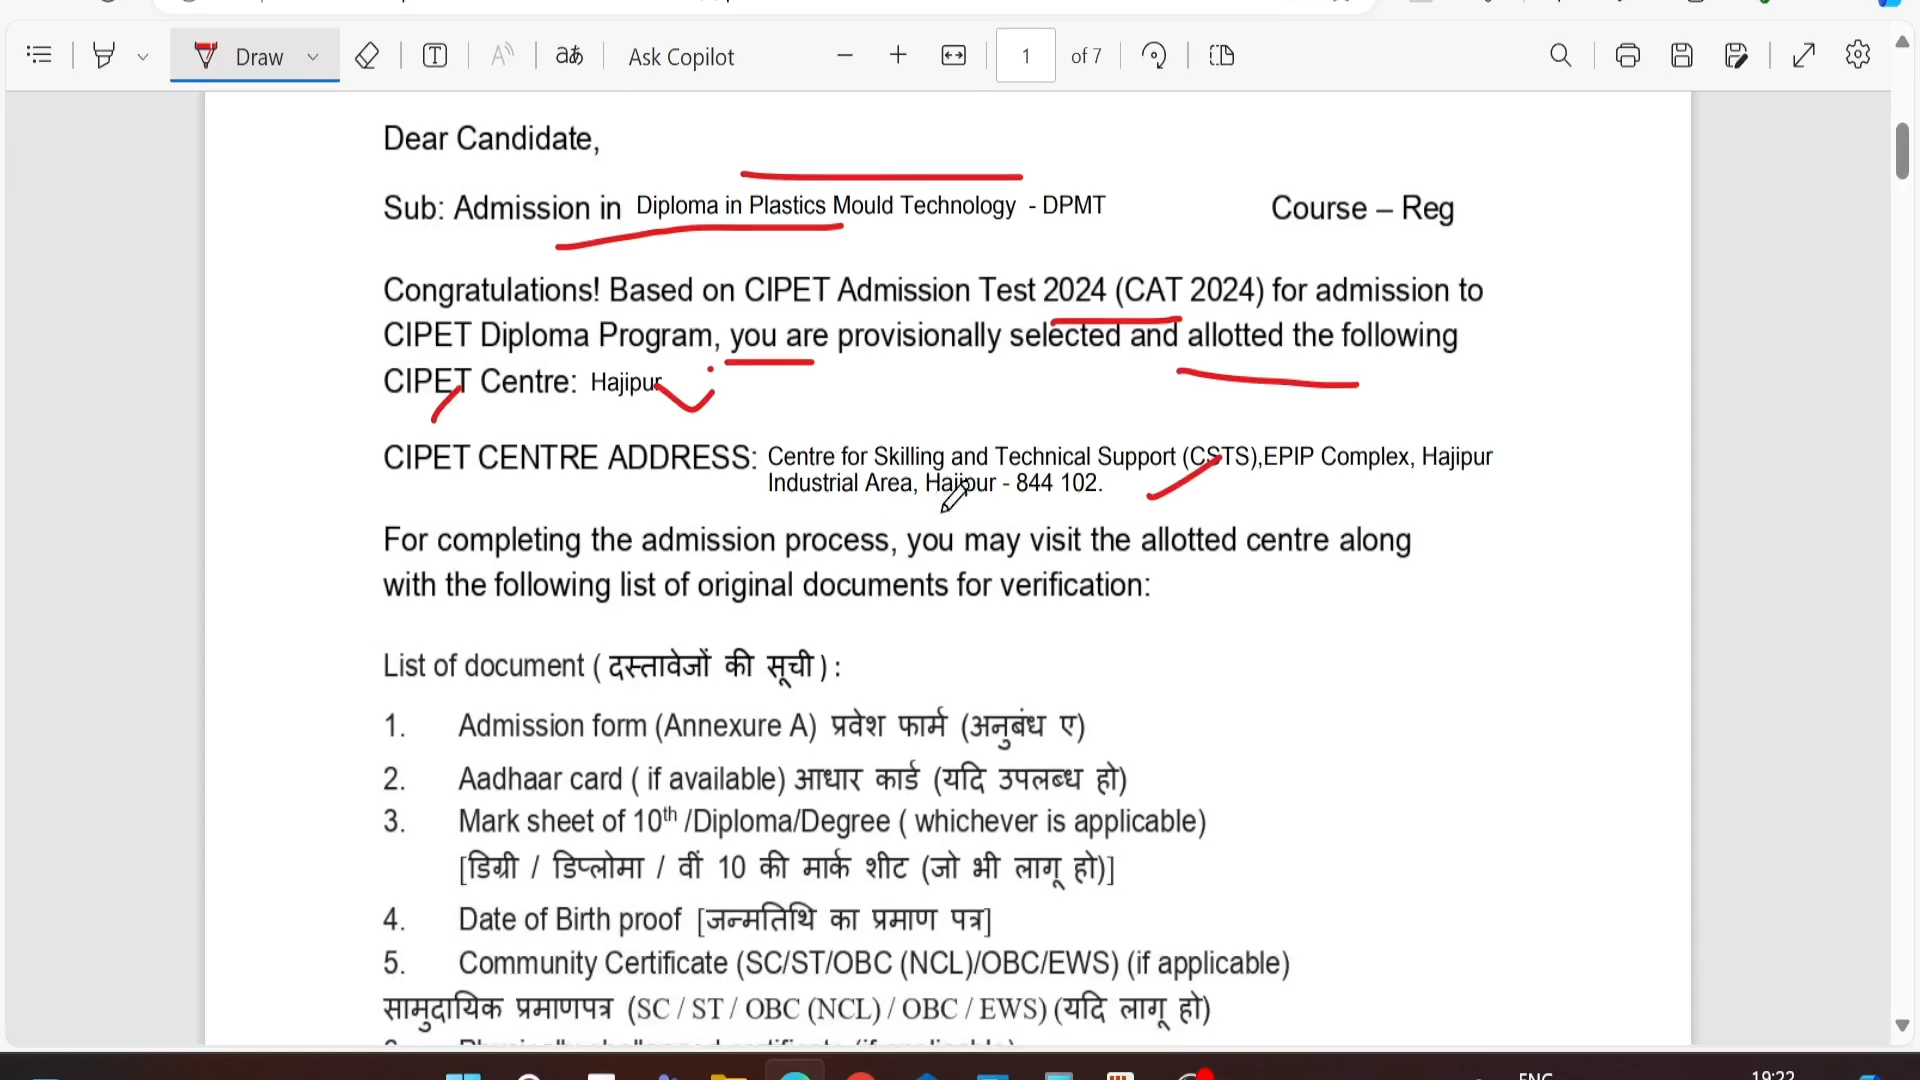 Draw
Ask Copilot
1 of 7
Dear Candidate,
Sub: Admission in Diploma in Plastics Mould Technology - DPMT Course – Reg
Congratulations! Based on CIPET Admission Test 2024 (CAT 2024) for admission to
CIPET Diploma Program, you are provisionally selected and allotted the following
CIPET Centre: Hajipur
CIPET CENTRE ADDRESS: Centre for Skilling and Technical Support (CSTS),EPIP Complex, Hajipur
Industrial Area, Hajipur - 844 102.
For completing the admission process, you may visit the allotted centre along
with the following list of original documents for verification:
List of document ( दस्तावेजों की सूची ) :
1. Admission form (Annexure A) प्रवेश फार्म (अनुबंध ए)
2. Aadhaar card ( if available) आधार कार्ड (यदि उपलब्ध हो)
3. Mark sheet of 10th /Diploma/Degree ( whichever is applicable)
[डिग्री / डिप्लोमा / वीं 10 की मार्क शीट (जो भी लागू हो)]
4. Date of Birth proof [जन्मतिथि का प्रमाण पत्र]
5. Community Certificate (SC/ST/OBC (NCL)/OBC/EWS) (if applicable)
सामुदायिक प्रमाणपत्र (SC / ST / OBC (NCL) / OBC / EWS) (यदि लागू हो)
ENG
19:22